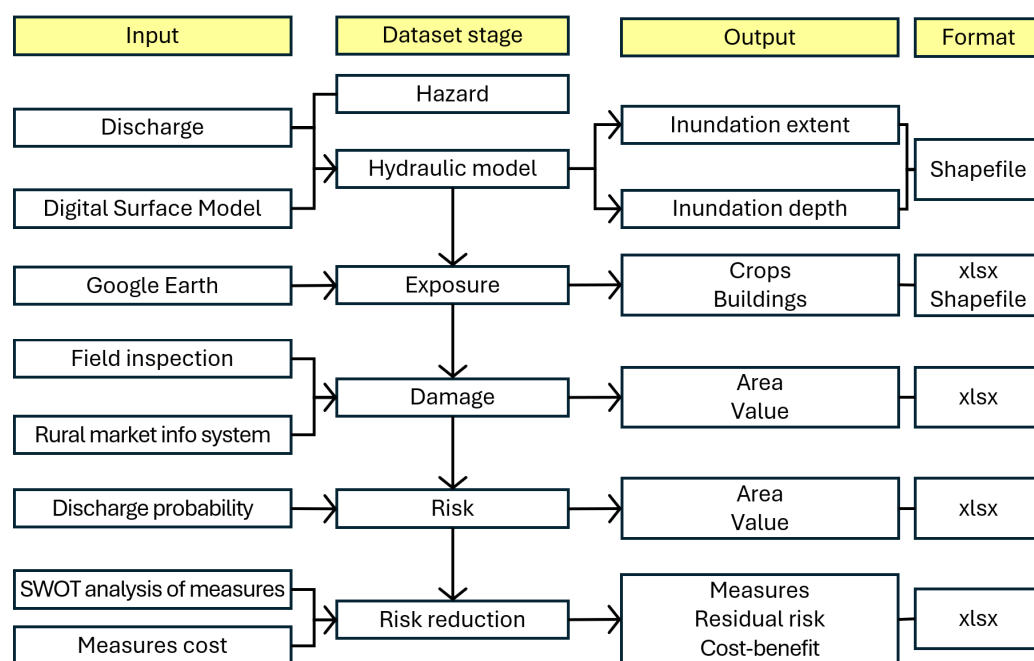 Input
Dataset stage
Output
Format
Hazard
Discharge
Inundation extent
Hydraulic model
Shapefile
Digital Surface Model
Inundation depth
Google Earth
Exposure
Crops
Buildings
xlsx
Shapefile
Field inspection
Rural market info system
Damage
Area
Value
xlsx
Discharge probability
Risk
Area
Value
xlsx
SWOT analysis of measures
Measures cost
Risk reduction
Measures
Residual risk
Cost-benefit
xlsx